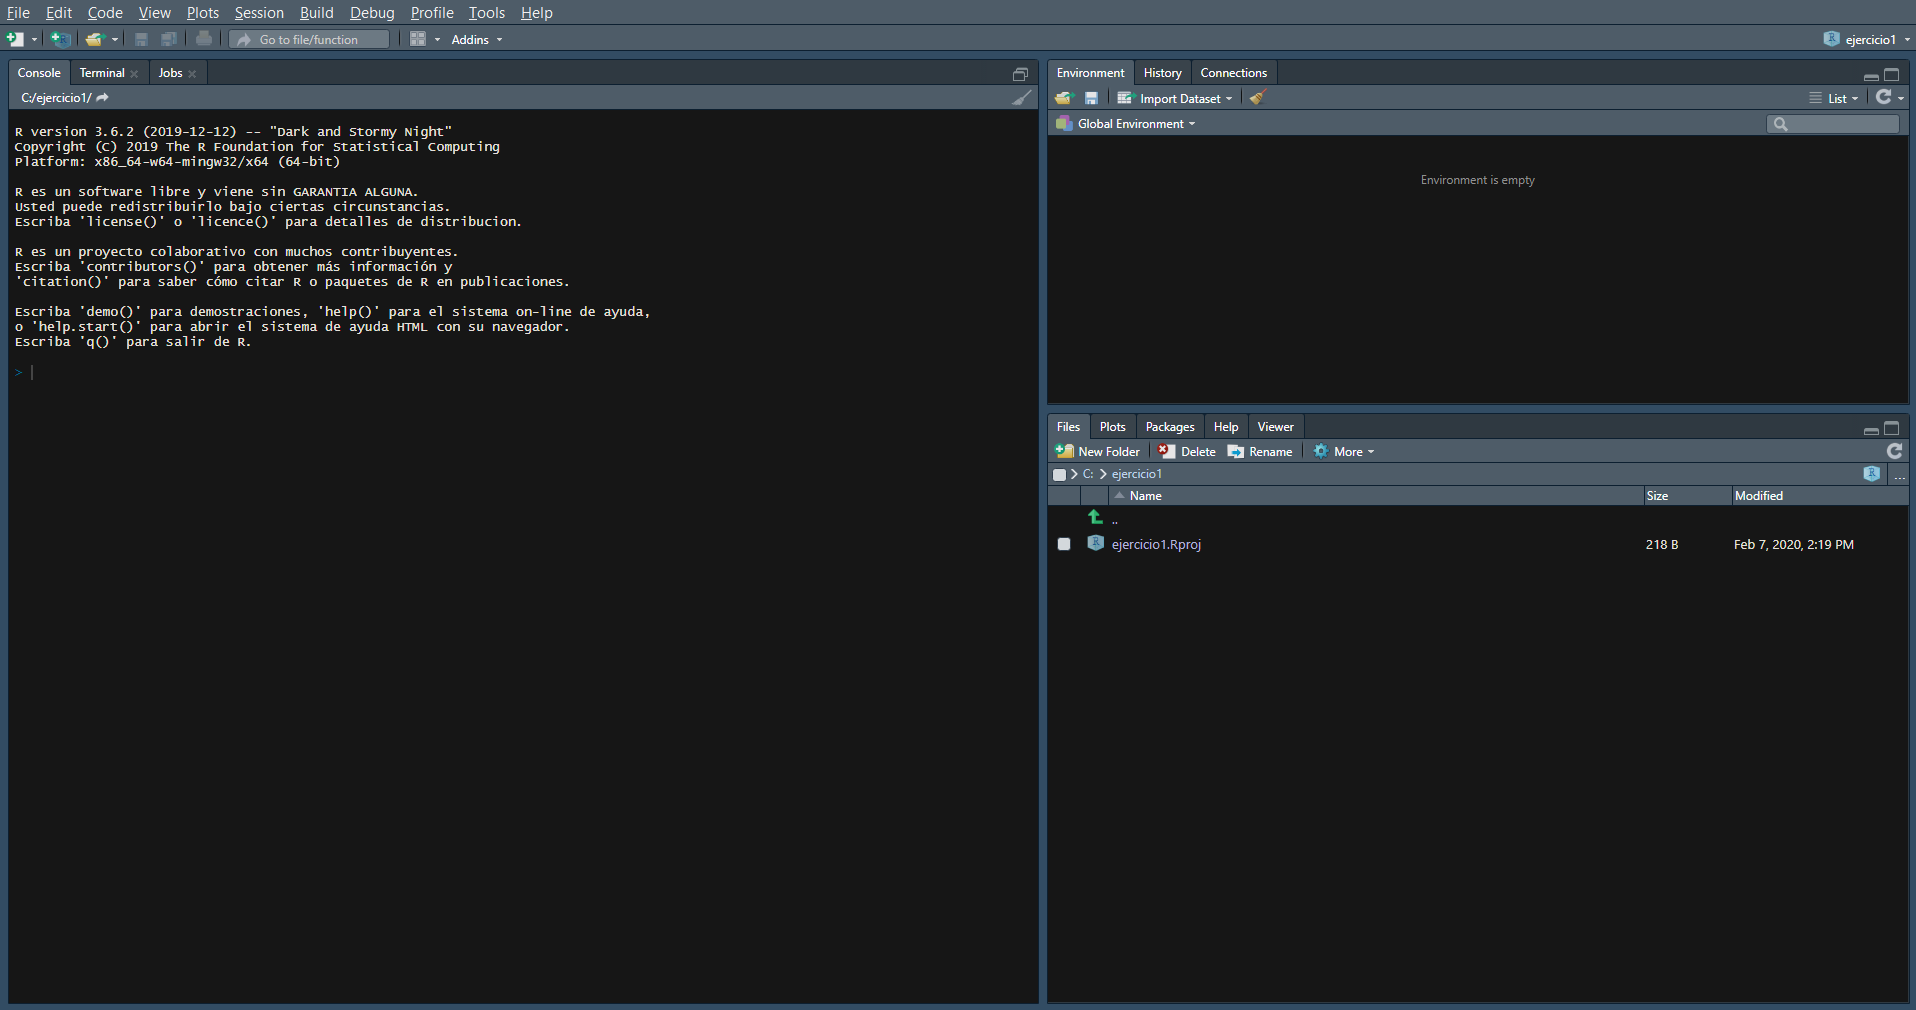 File Edit Code View Plots Session Build Debug Profile Tools Help
Go to file/function Addins ejercicio1
Console Terminal Jobs
C:/ejercicio1/
R version 3.6.2 (2019-12-12) -- "Dark and Stormy Night"
Copyright (C) 2019 The R Foundation for Statistical Computing
Platform: x86_64-w64-mingw32/x64 (64-bit)
R es un software libre y viene sin GARANTIA ALGUNA.
Usted puede redistribuirlo bajo ciertas circunstancias.
Escriba 'license()' o 'licence()' para detalles de distribucion.
R es un proyecto colaborativo con muchos contribuyentes.
Escriba 'contributors()' para obtener más información y
'citation()' para saber cómo citar R o paquetes de R en publicaciones.
Escriba 'demo()' para demostraciones, 'help()' para el sistema on-line de ayuda,
o 'help.start()' para abrir el sistema de ayuda HTML con su navegador.
Escriba 'q()' para salir de R.
>
Environment History Connections
Import Dataset List
Global Environment
Environment is empty
Files Plots Packages Help Viewer
New Folder Delete Rename More
C: ejercicio1 ...
Name Size Modified
..
ejercicio1.Rproj 218 B Feb 7, 2020, 2:19 PM